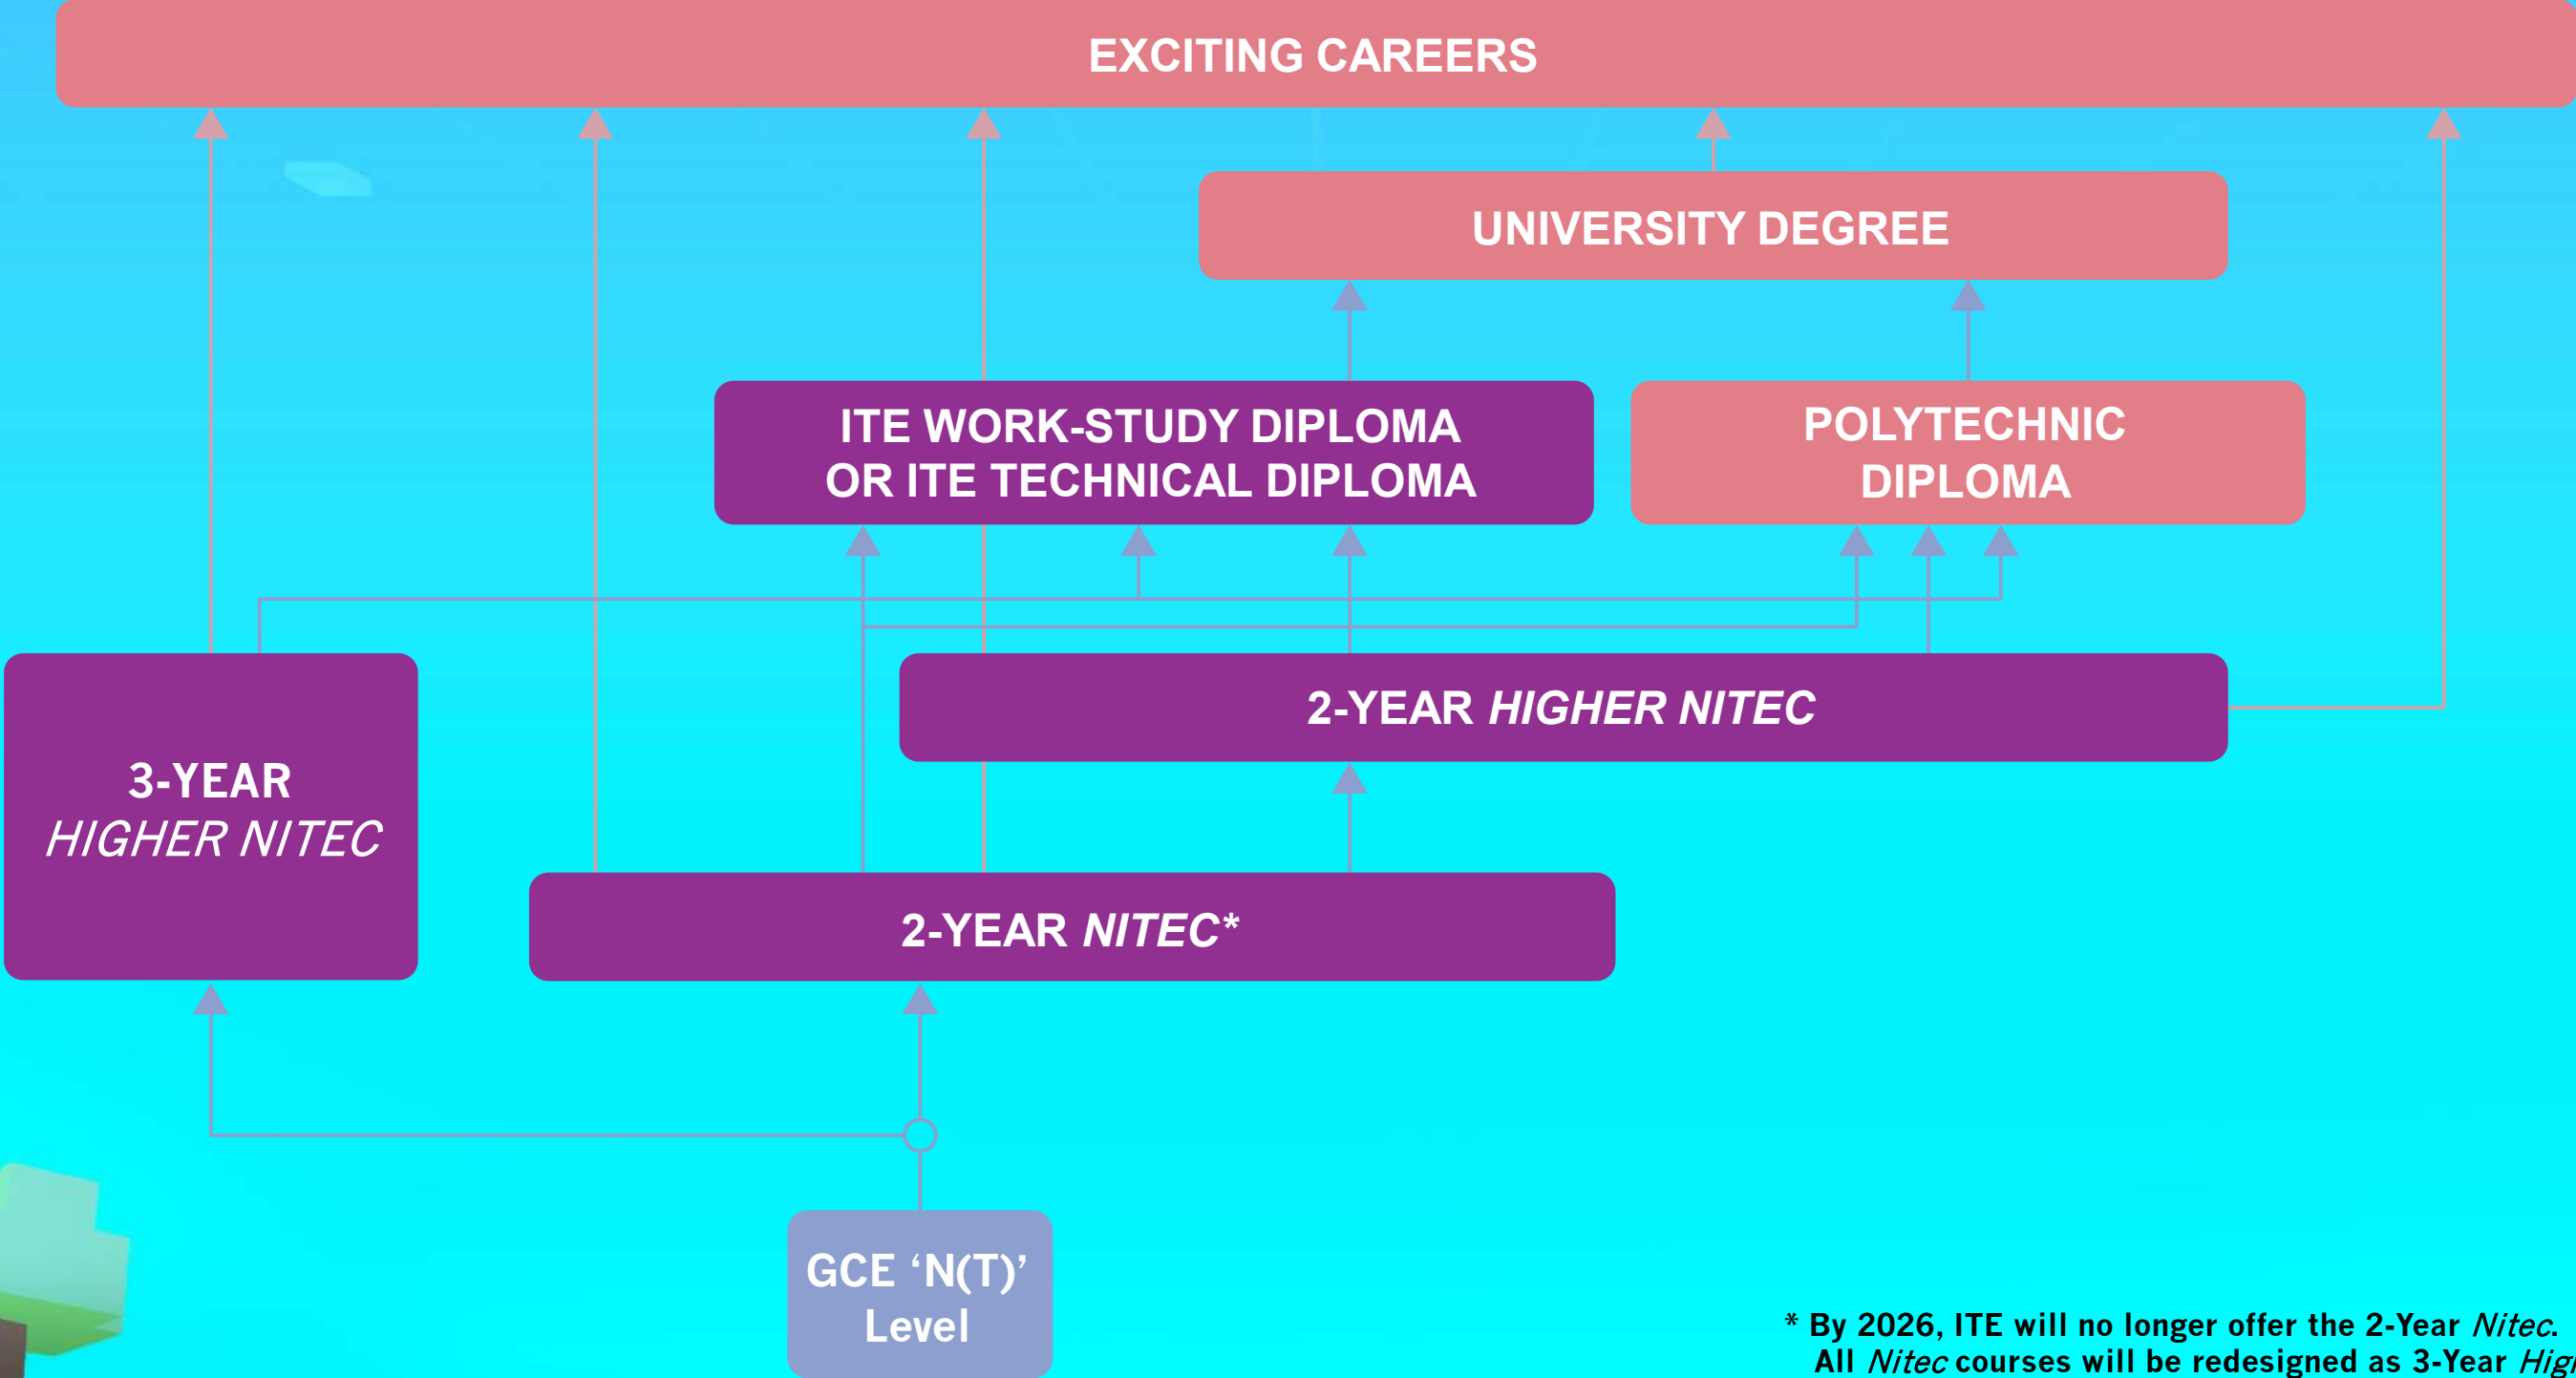 EXCITING CAREERS
UNIVERSITY DEGREE
ITE WORK-STUDY DIPLOMA
OR ITE TECHNICAL DIPLOMA
POLYTECHNIC
DIPLOMA
2-YEAR HIGHER NITEC
3-YEAR
HIGHER NITEC
2-YEAR NITEC*
GCE ‘N(T)’
Level
* By 2026, ITE will no longer offer the 2-Year Nitec.
All Nitec courses will be redesigned as 3-Year